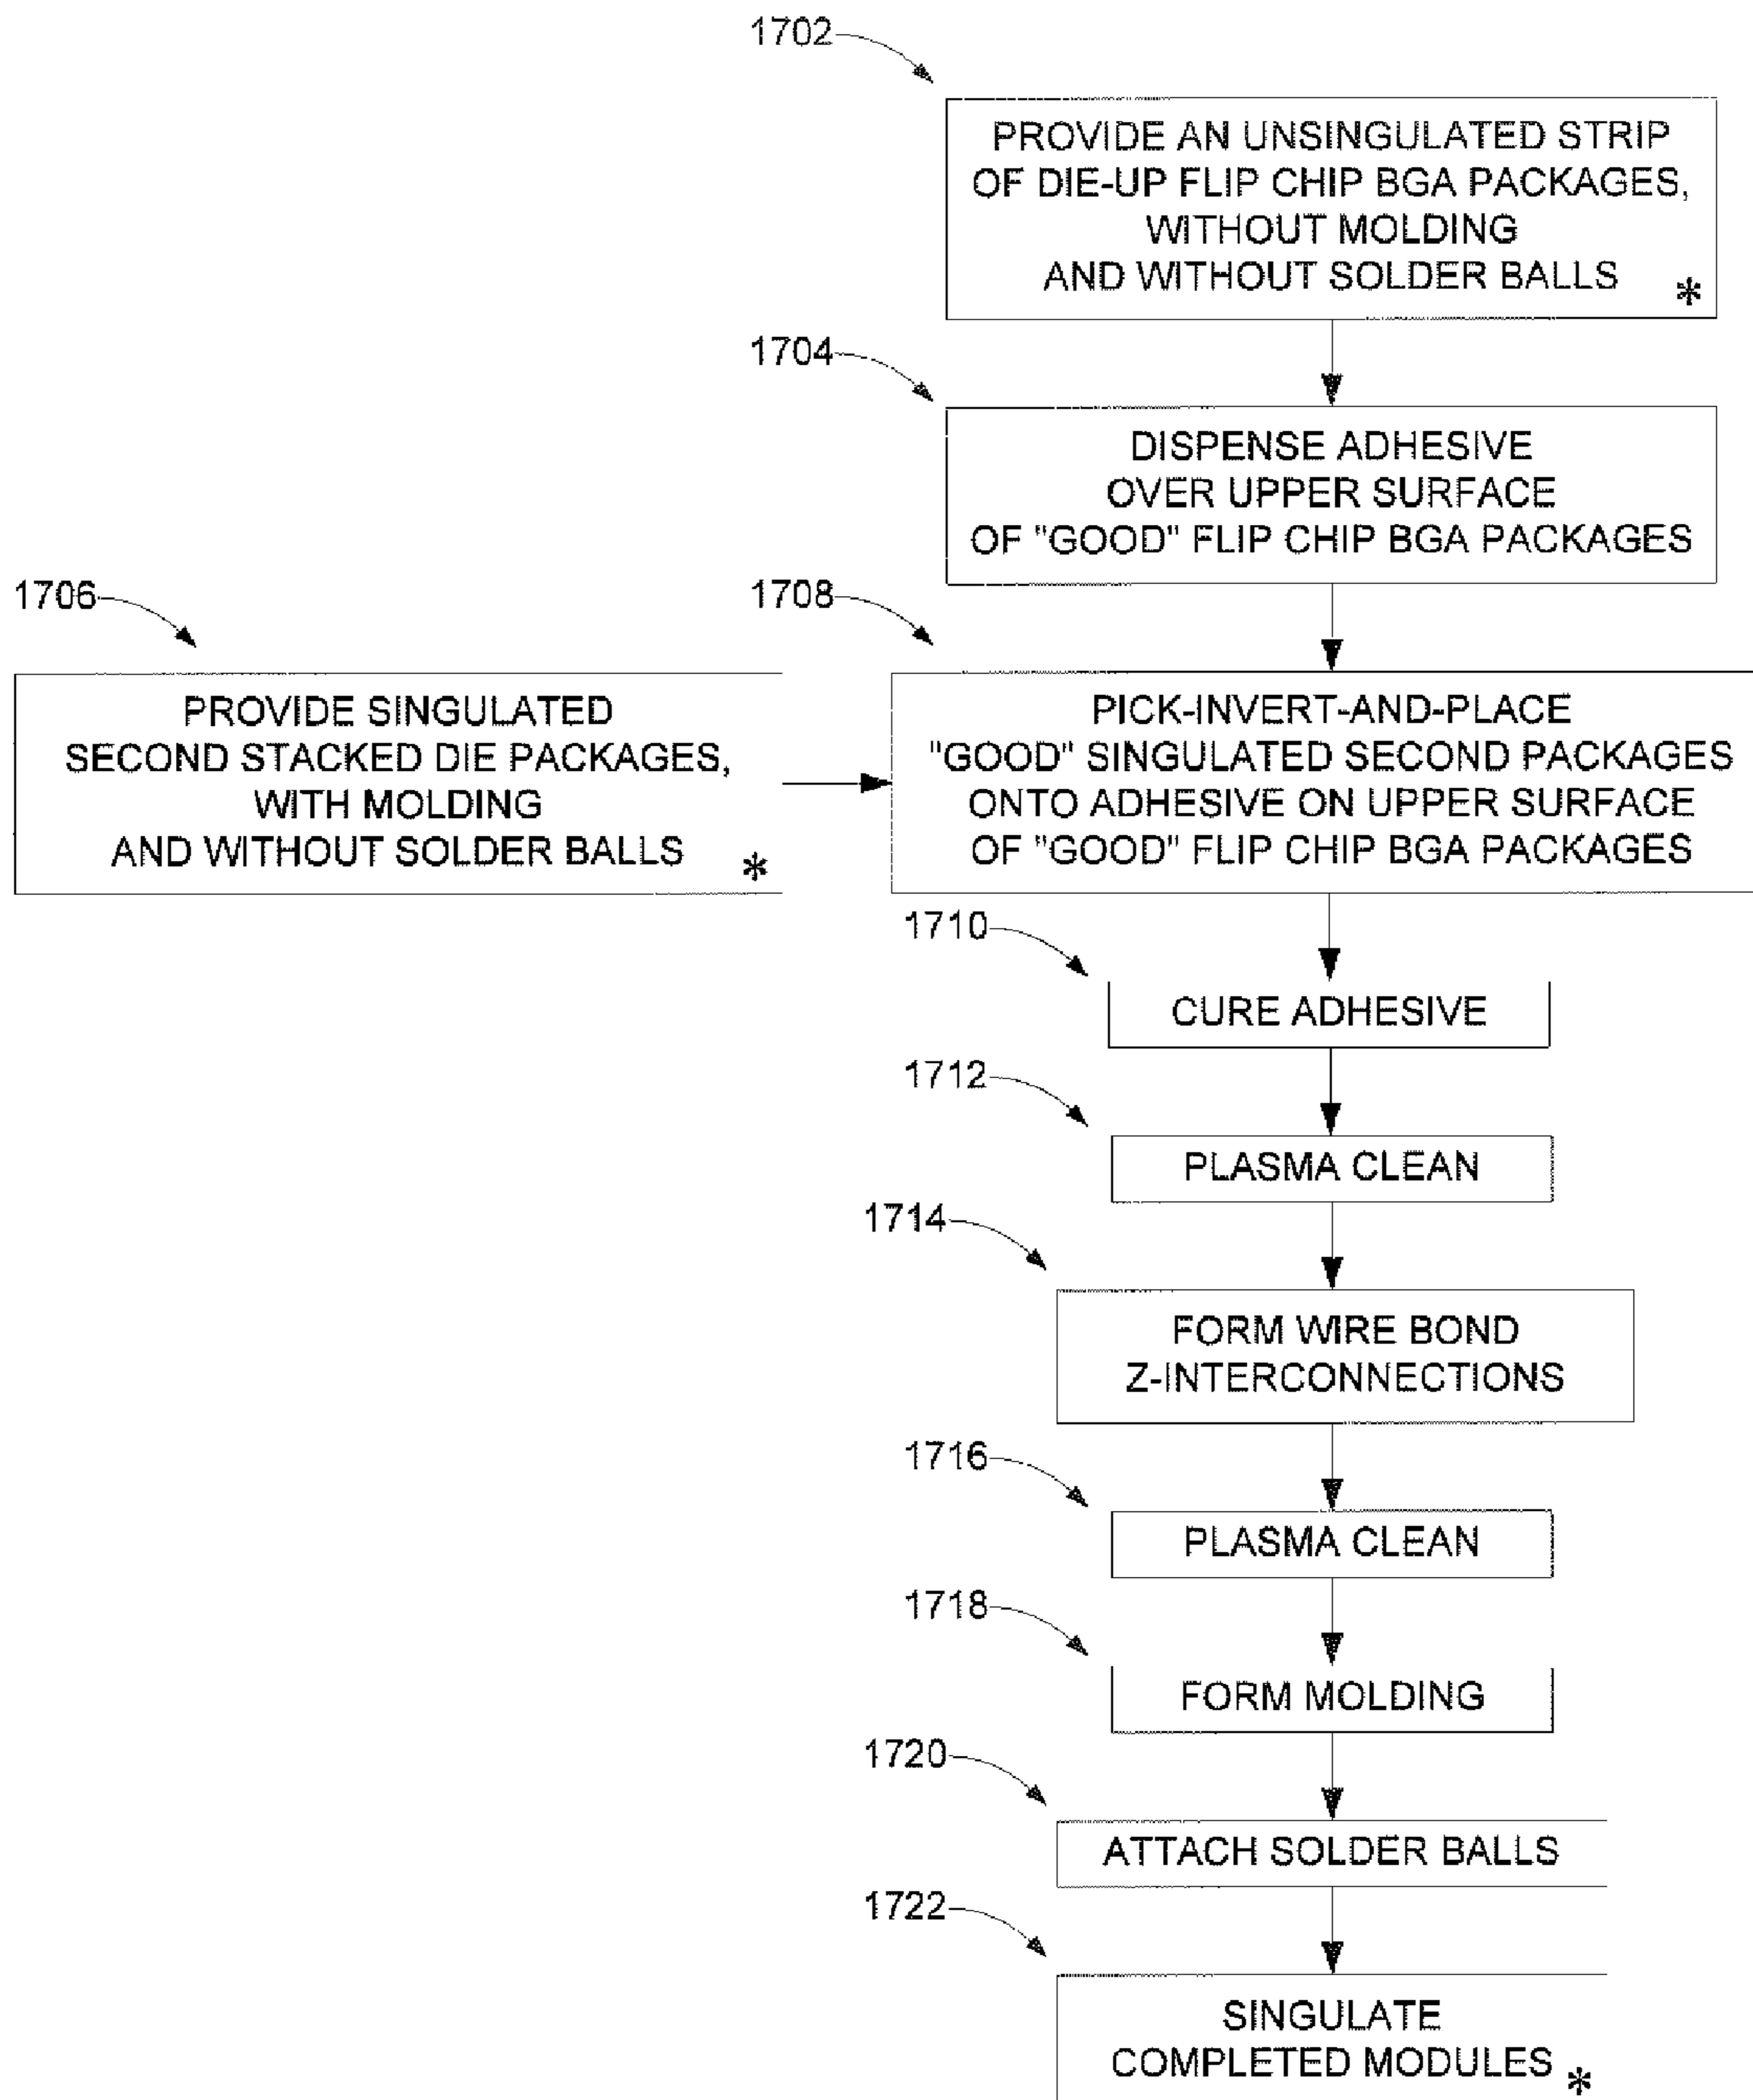 1702
PROVIDE AN UNSINGULATED STRIP
OF DIE-UP FLIP CHIP BGA PACKAGES,
WITHOUT MOLDING
AND WITHOUT SOLDER BALLS *
1704
DISPENSE ADHESIVE
OVER UPPER SURFACE
OF "GOOD" FLIP CHIP BGA PACKAGES
1706
PROVIDE SINGULATED
SECOND STACKED DIE PACKAGES,
WITH MOLDING
AND WITHOUT SOLDER BALLS *
1708
PICK-INVERT-AND-PLACE
"GOOD" SINGULATED SECOND PACKAGES
ONTO ADHESIVE ON UPPER SURFACE
OF "GOOD" FLIP CHIP BGA PACKAGES
1710
CURE ADHESIVE
1712
PLASMA CLEAN
1714
FORM WIRE BOND
Z-INTERCONNECTIONS
1716
PLASMA CLEAN
1718
FORM MOLDING
1720
ATTACH SOLDER BALLS
1722
SINGULATE
COMPLETED MODULES *